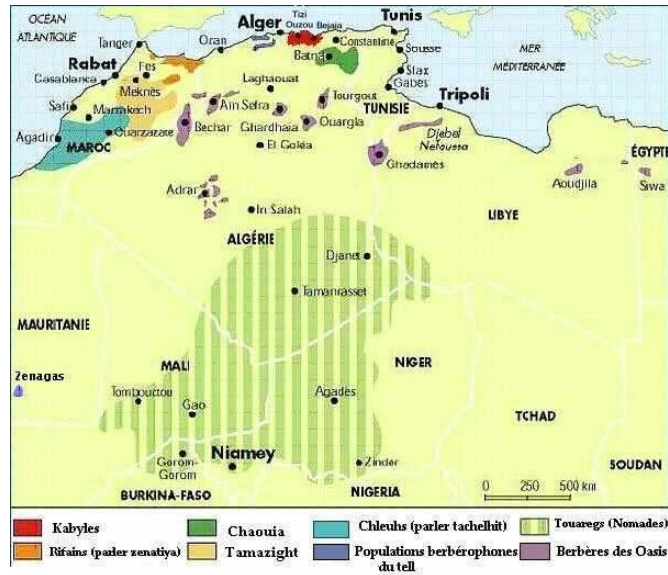 OCÉAN
ATLANTIQUE
Tanger
Rabat
Casablanca
Fes
Meknès
Safi
Marrakech
Agadir
Ouarzazate
MAROC
Oran
Alger
Tizi
Ouzou
Bejaia
Constantine
Batna
Tunis
Sousse
Sfax
Gabes
TUNISIE
MER
MÉDITERRANÉE
Tripoli
Djebel
Nefoussa
Laghaouat
Ain Sefra
Tourgout
Bechar
Ghardhaia
Ouargla
El Goléa
Ghadamès
ÉGYPTE
Aoudjila
Siwa
Adrar
In Salah
ALGÉRIE
LIBYE
Djanet
Tamanrasset
MAURITANIE
Zenagas
MALI
Tombouctou
Gao
NIGER
Agadès
TCHAD
Gorom-
Gorom
Niamey
Zinder
SOUDAN
BURKINA-FASO
NIGERIA
0 250 500 km
Kabyles
Chaouia
Chleuhs (parler tachelhit)
Touaregs (Nomades)
Rifains (parler zenatiya)
Tamazight
Populations berbérophones
du tell
Berbères des Oasis